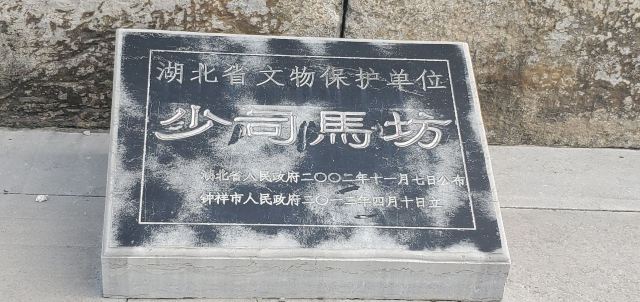 湖北省文物保护单位
少司馬坊
湖北省人民政府二〇〇二年十一月七日公布
钟样市人民政府二〇一三年四月十日立